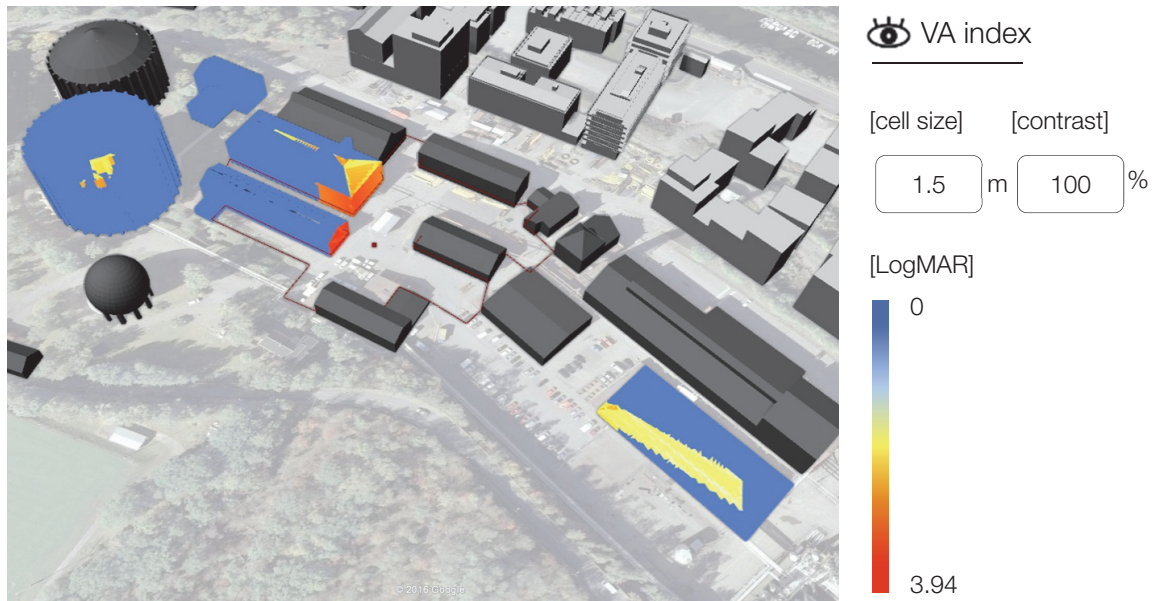 VA index
[cell size] [contrast]
1.5 m 100 %
[LogMAR]
0
3.94
© 2016 Google